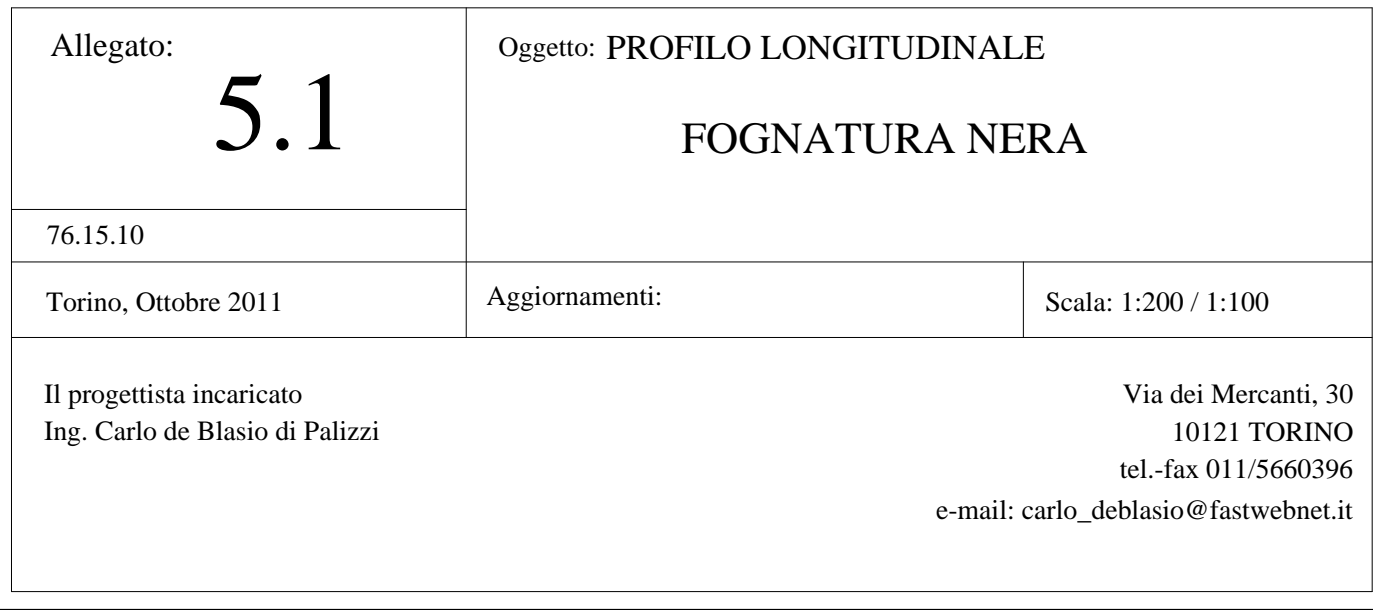 Allegato:
5.1
76.15.10
Oggetto: PROFILO LONGITUDINALE
FOGNATURA NERA
Torino, Ottobre 2011
Aggiornamenti:
Scala: 1:200 / 1:100
Il progettista incaricato
Ing. Carlo de Blasio di Palizzi
Via dei Mercanti, 30
10121 TORINO
tel.-fax 011/5660396
e-mail: carlo_deblasio@fastwebnet.it